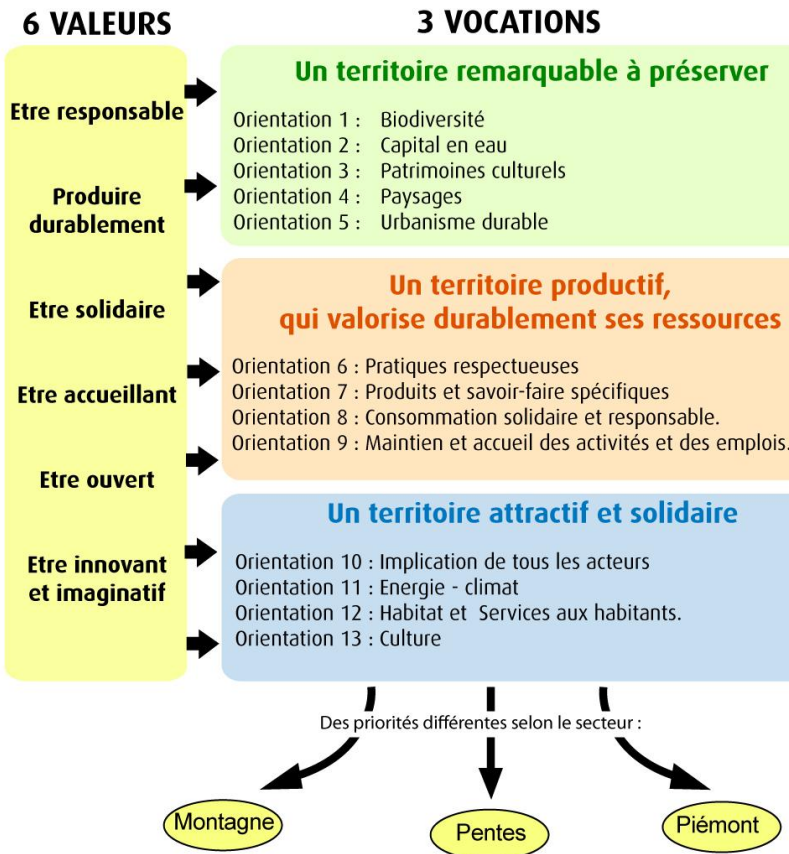 6 VALEURS
Etre responsable
Produire
durablement
Etre solidaire
Etre accueillant
Etre ouvert
Etre innovant
et imaginatif
3 VOCATIONS
Un territoire remarquable à préserver
Orientation 1 : Biodiversité
Orientation 2 : Capital en eau
Orientation 3 : Patrimoines culturels
Orientation 4 : Paysages
Orientation 5 : Urbanisme durable
Un territoire productif,
qui valorise durablement ses ressources
Orientation 6 : Pratiques respectueuses
Orientation 7 : Produits et savoir-faire spécifiques
Orientation 8 : Consommation solidaire et responsable.
Orientation 9 : Maintien et accueil des activités et des emplois.
Un territoire attractif et solidaire
Orientation 10 : Implication de tous les acteurs
Orientation 11 : Energie - climat
Orientation 12 : Habitat et Services aux habitants.
Orientation 13 : Culture
Des priorités différentes selon le secteur :
Montagne
Pentes
Piémont